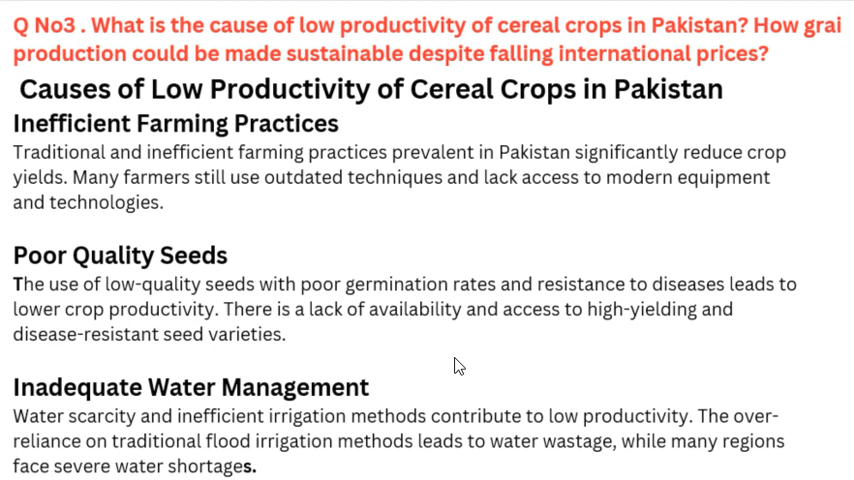 Q No3 . What is the cause of low productivity of cereal crops in Pakistan? How grai
production could be made sustainable despite falling international prices?
Causes of Low Productivity of Cereal Crops in Pakistan
Inefficient Farming Practices
Traditional and inefficient farming practices prevalent in Pakistan significantly reduce crop
yields. Many farmers still use outdated techniques and lack access to modern equipment
and technologies.
Poor Quality Seeds
The use of low-quality seeds with poor germination rates and resistance to diseases leads to
lower crop productivity. There is a lack of availability and access to high-yielding and
disease-resistant seed varieties.
Inadequate Water Management
Water scarcity and inefficient irrigation methods contribute to low productivity. The over-
reliance on traditional flood irrigation methods leads to water wastage, while many regions
face severe water shortages.